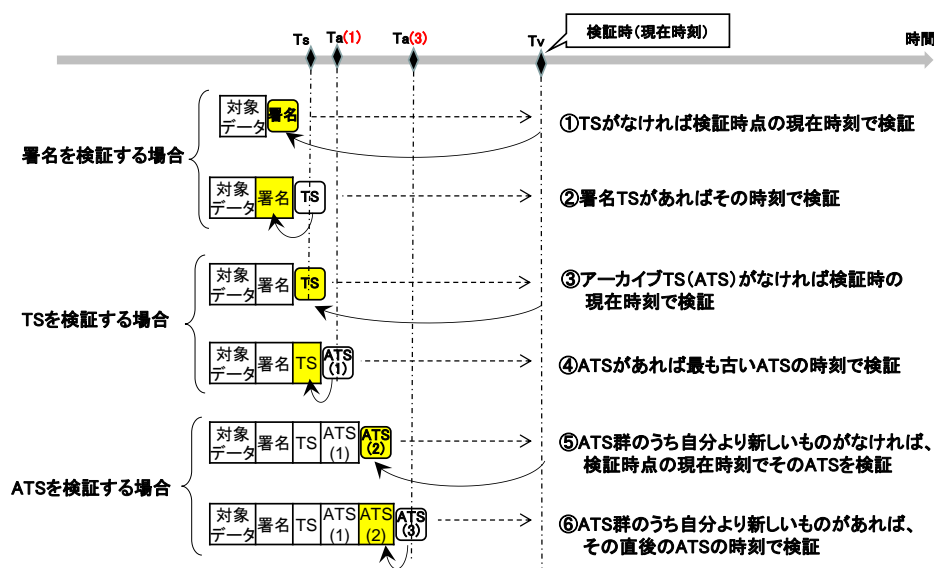 検証時(現在時刻)
Ts Ta(1) Ta(3) Tv 時間
署名を検証する場合
対象
データ
署名
①TSがなければ検証時点の現在時刻で検証
対象
データ
署名 TS
②署名TSがあればその時刻で検証
TSを検証する場合
対象
データ
署名 TS
③アーカイブTS(ATS)がなければ検証時の
現在時刻で検証
対象
データ
署名 TS ATS
(1)
④ATSがあれば最も古いATSの時刻で検証
ATSを検証する場合
対象
データ
署名 TS ATS
(1)
ATS
(2)
⑤ATS群のうち自分より新しいものがなければ、
検証時点の現在時刻でそのATSを検証
対象
データ
署名 TS ATS
(1)
ATS
(2)
ATS
(3)
⑥ATS群のうち自分より新しいものがあれば、
その直後のATSの時刻で検証